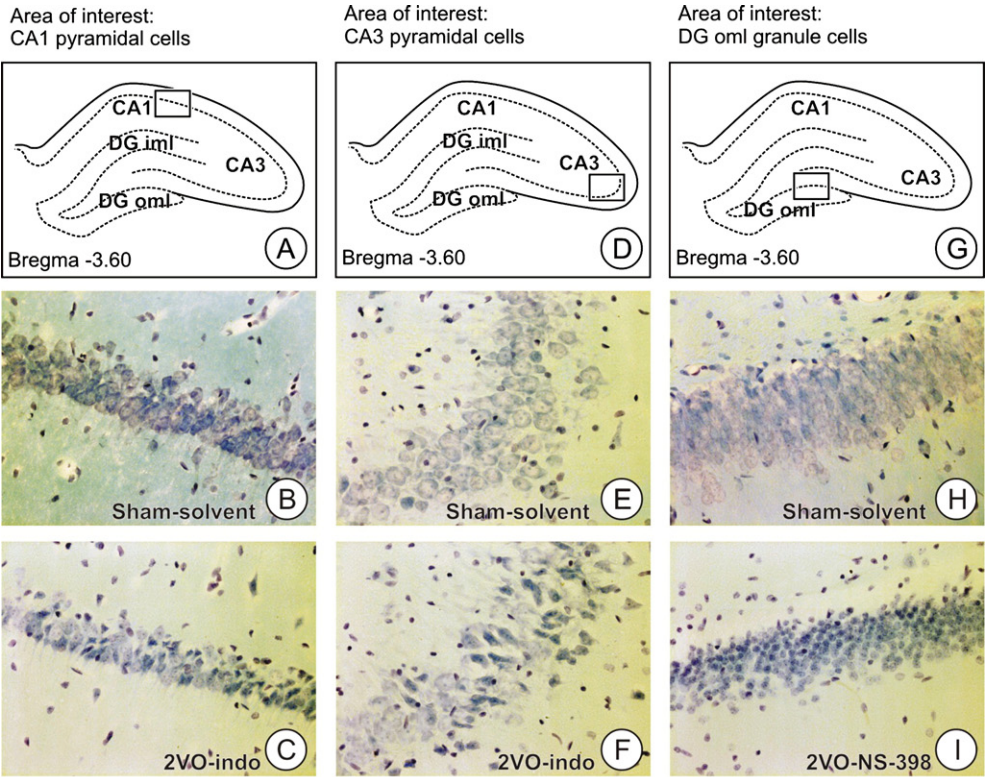 Area of interest:
CA1 pyramidal cells
Area of interest:
CA3 pyramidal cells
Area of interest:
DG oml granule cells
CA1
DG iml
CA3
DG oml
Bregma -3.60
A
CA1
DG iml
CA3
DG oml
Bregma -3.60
D
CA1
CA3
DG oml
Bregma -3.60
G
Sham-solvent
B
Sham-solvent
E
Sham-solvent
H
2VO-indo
C
2VO-indo
F
2VO-NS-398
I